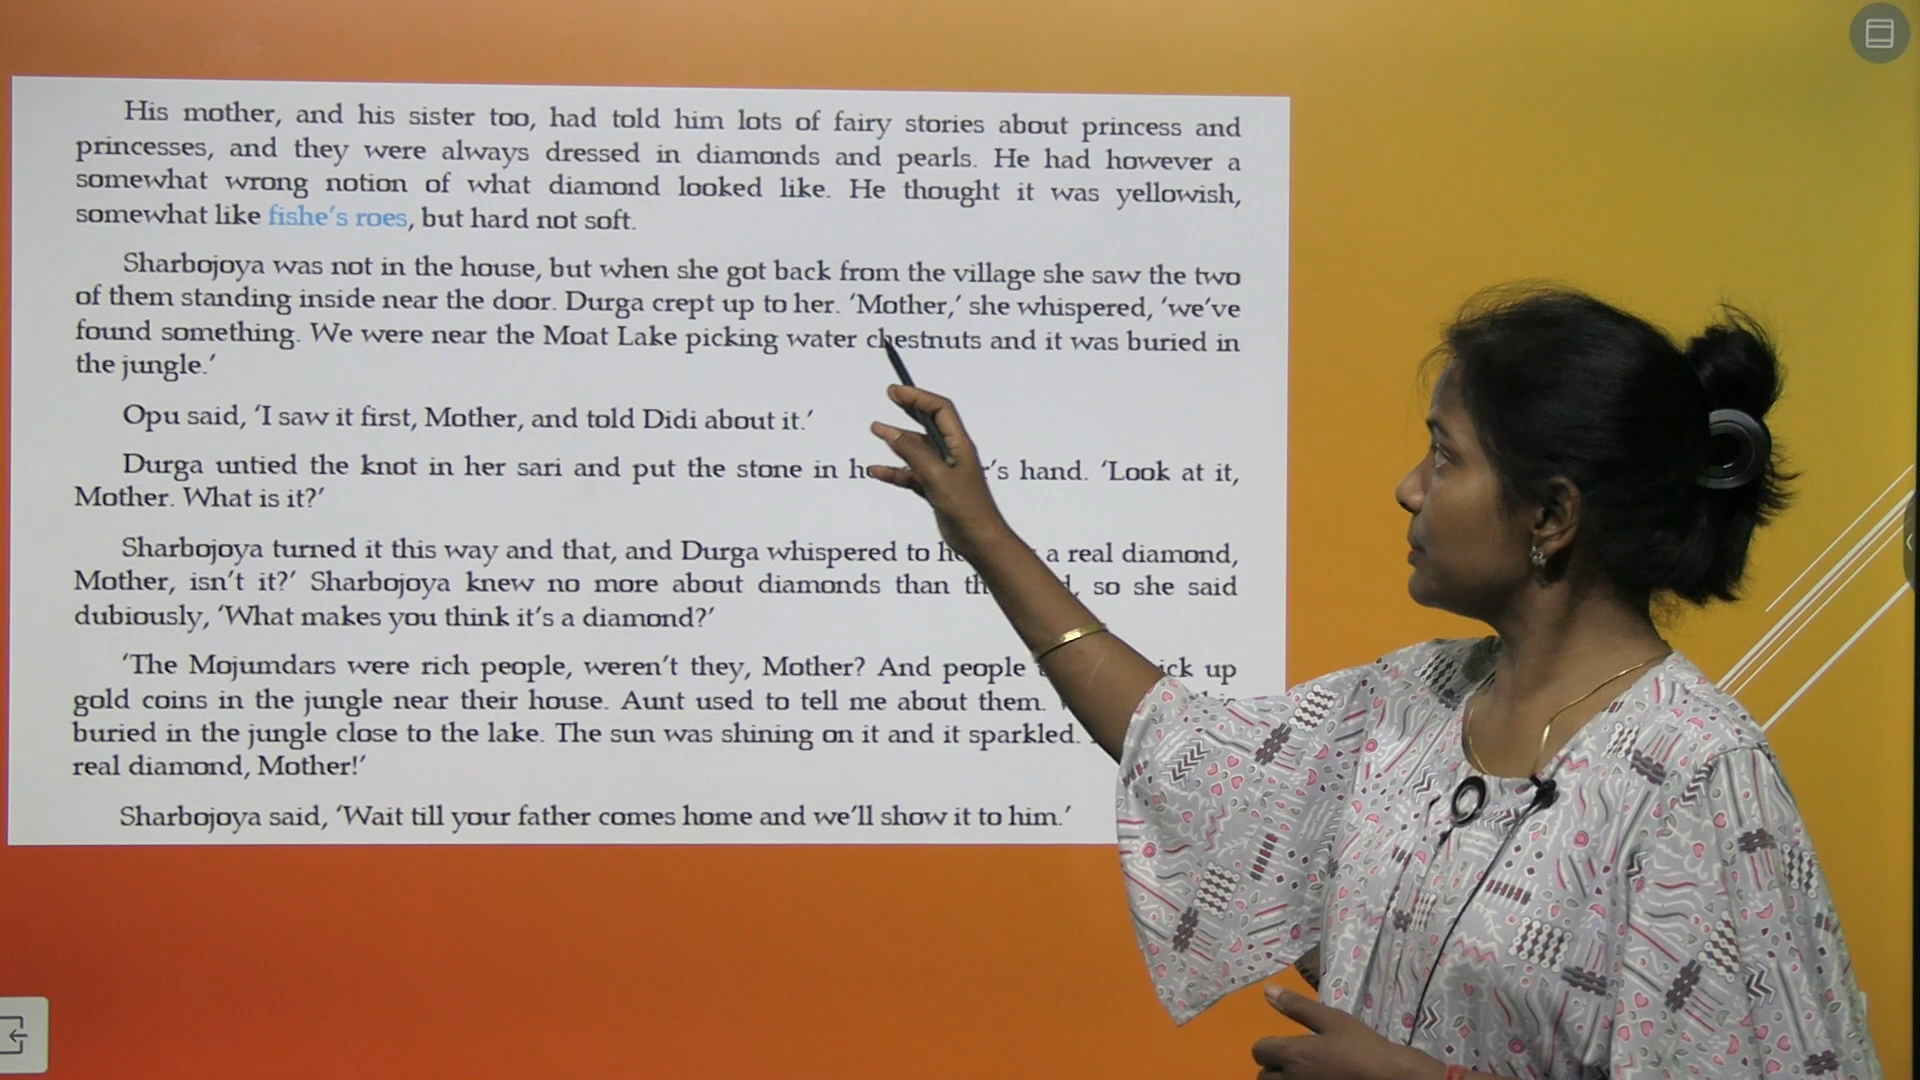 His mother, and his sister too, had told him lots of fairy stories about princess and
princesses, and they were always dressed in diamonds and pearls. He had however a
somewhat wrong notion of what diamond looked like. He thought it was yellowish,
somewhat like fishe's roes, but hard not soft.
Sharbojoya was not in the house, but when she got back from the village she saw the two
of them standing inside near the door. Durga crept up to her. 'Mother,' she whispered, 'we've
found something. We were near the Moat Lake picking water chestnuts and it was buried in
the jungle.'
Opu said, 'I saw it first, Mother, and told Didi about it.'
Durga untied the knot in her sari and put the stone in 's hand. 'Look at it,
Mother. What is it?'
Sharbojoya turned it this way and that, and Durga whispered to a real diamond,
Mother, isn't it?' Sharbojoya knew no more about diamonds than so she said
dubiously, 'What makes you think it's a diamond?'
'The Mojumdars were rich people, weren't they, Mother? And people up
gold coins in the jungle near their house. Aunt used to tell me about them.
buried in the jungle close to the lake. The sun was shining on it and it sparkled.
real diamond, Mother!'
Sharbojoya said, 'Wait till your father comes home and we'll show it to him.'